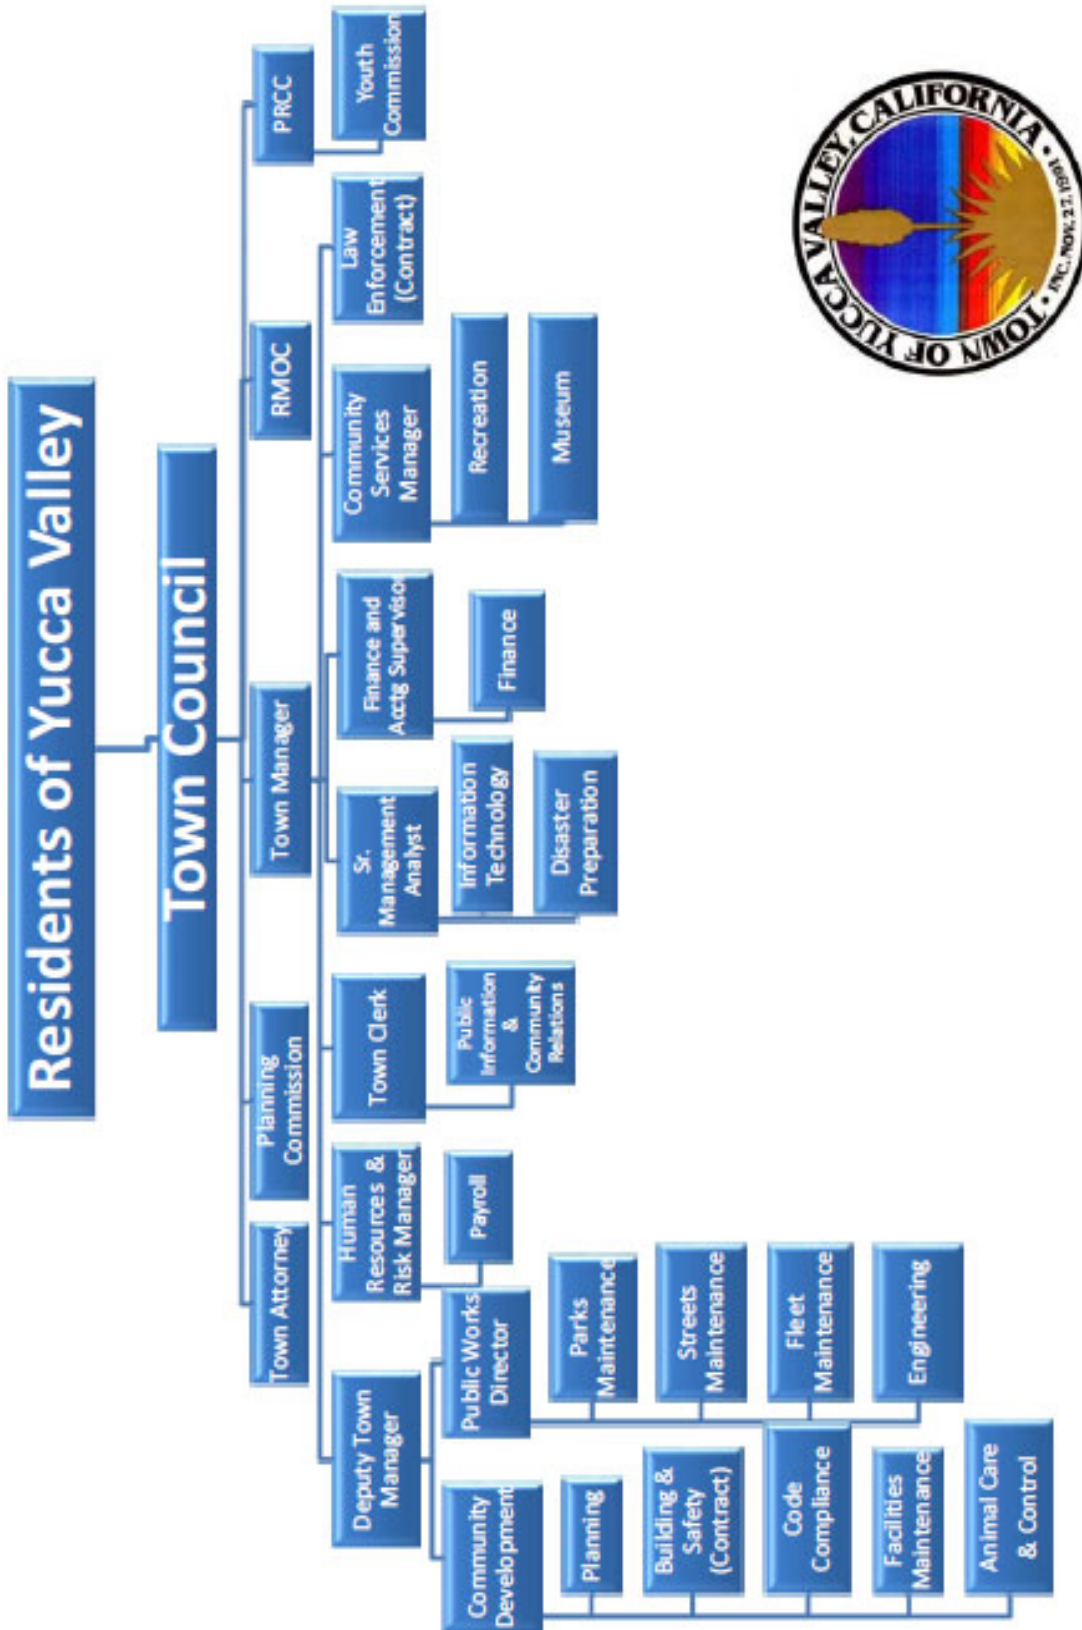 Residents of Yucca Valley
Town Council
Town Attorney
Planning
Commission
Town Manager
RMOC
PRCC
Youth
Commission
Deputy Town
Manager
Human
Resources &
Risk Manager
Town Clerk
Sr.
Management
Analyst
Finance and
Acctg Superviso
Community
Services
Manager
Law
Enforcement
(Contract)
Community
Development
Public Works
Director
Payroll
Public
Information
&
Community
Relations
Information
Technology
Disaster
Preparation
Finance
Recreation
Museum
Planning
Building &
Safety
(Contract)
Code
Compliance
Facilities
Maintenance
Animal Care
& Control
Parks
Maintenance
Streets
Maintenance
Fleet
Maintenance
Engineering
TOWN OF YUCCA VALLEY, CALIFORNIA
• INC. NOV. 27, 1991 •